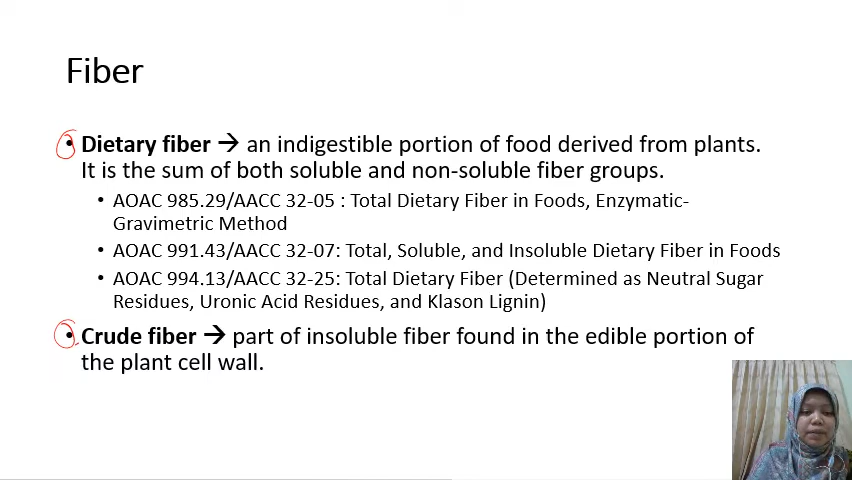 Fiber
• Dietary fiber → an indigestible portion of food derived from plants.
It is the sum of both soluble and non-soluble fiber groups.
• AOAC 985.29/AACC 32-05 : Total Dietary Fiber in Foods, Enzymatic-
Gravimetric Method
• AOAC 991.43/AACC 32-07: Total, Soluble, and Insoluble Dietary Fiber in Foods
• AOAC 994.13/AACC 32-25: Total Dietary Fiber (Determined as Neutral Sugar
Residues, Uronic Acid Residues, and Klason Lignin)
• Crude fiber → part of insoluble fiber found in the edible portion of
the plant cell wall.